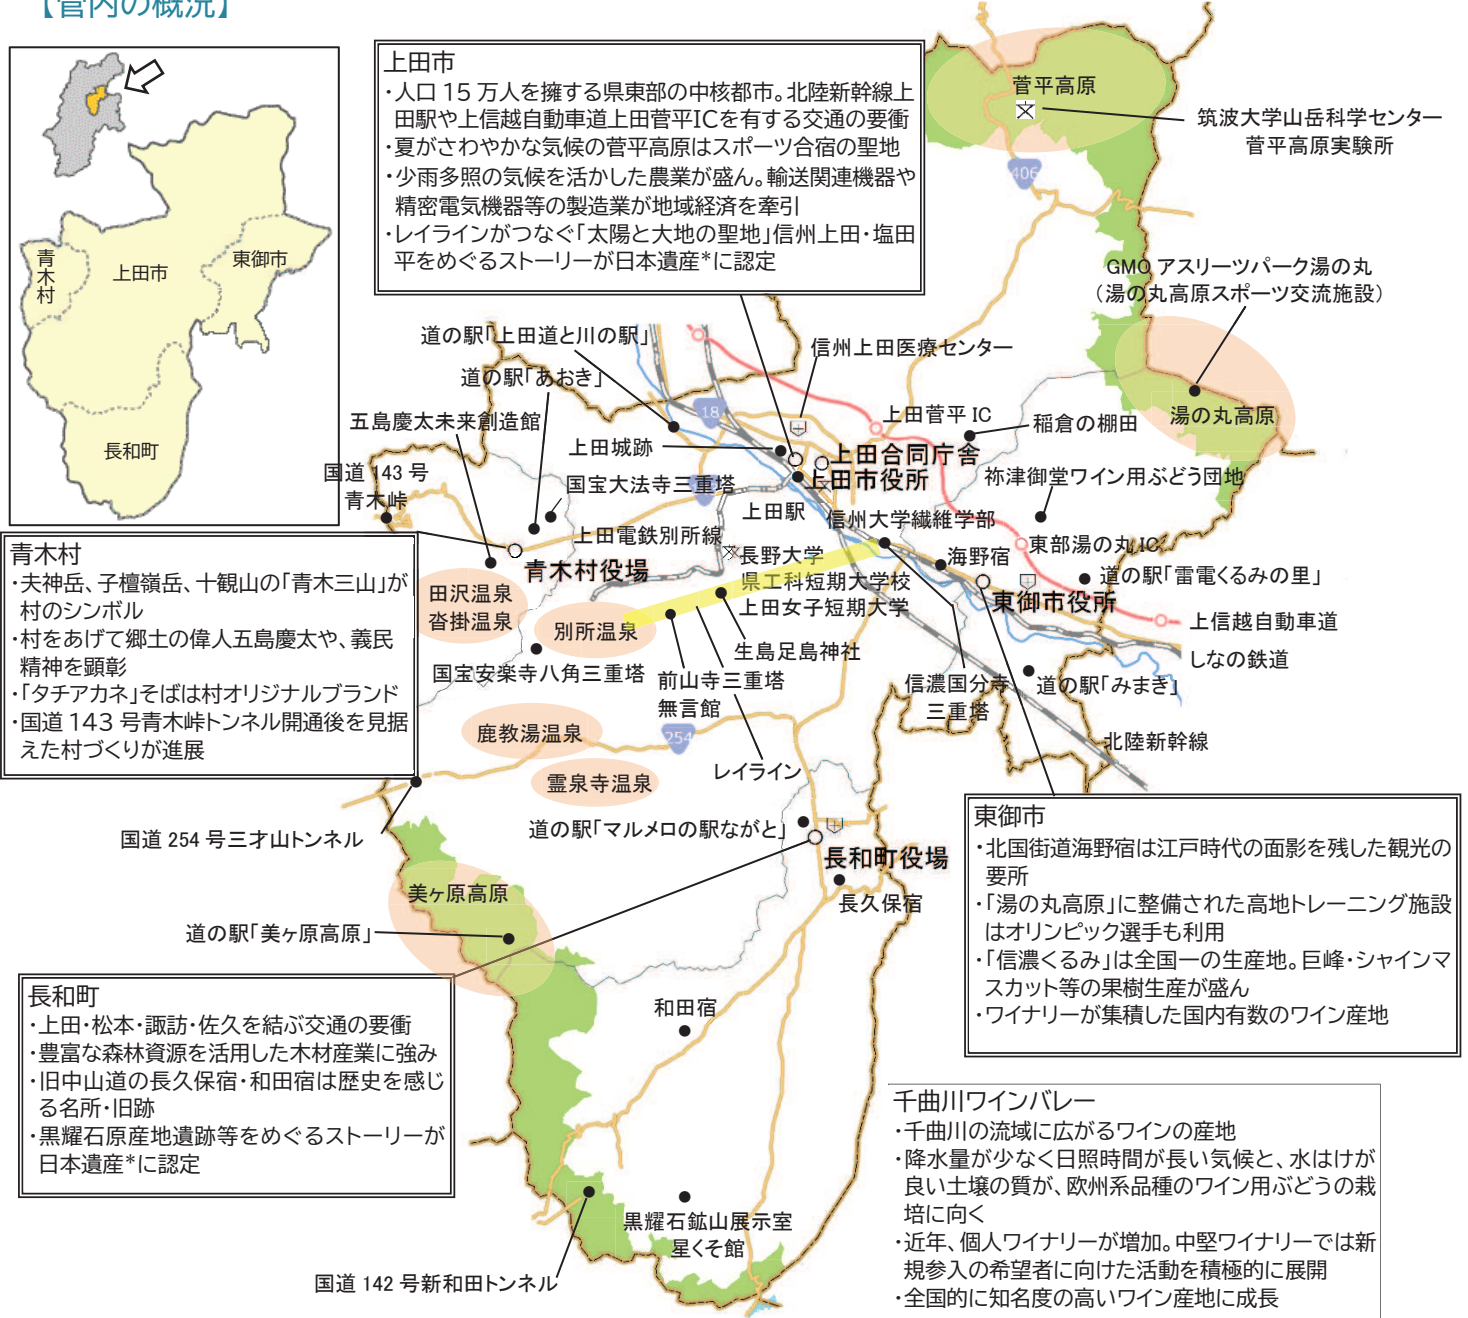 【管内の概況】
青木村
上田市
東御市
長和町
上田市
・人口 15 万人を擁する県東部の中核都市。北陸新幹線上
田駅や上信越自動車道上田菅平ICを有する交通の要衝
・夏がさわやかな気候の菅平高原はスポーツ合宿の聖地
・少雨多照の気候を活かした農業が盛ん。輸送関連機器や
精密電気機器等の製造業が地域経済を牽引
・レイラインがつなぐ「太陽と大地の聖地」信州上田・塩田
平をめぐるストーリーが日本遺産*に認定
菅平高原
筑波大学山岳科学センター
菅平高原実験所
406
GMO アスリーツパーク湯の丸
（湯の丸高原スポーツ交流施設）
湯の丸高原
道の駅「上田道と川の駅」
道の駅「あおき」
五島慶太未来創造館
国道 143 号
青木峠
信州上田医療センター
18
上田菅平 IC
稲倉の棚田
上田城跡
上田合同庁舎
上田市役所
祢津御堂ワイン用ぶどう団地
国宝大法寺三重塔
上田駅
信州大学繊維学部
上田電鉄別所線
東部湯の丸 IC
海野宿
長野大学
県工科短期大学校
上田女子短期大学
青木村役場
道の駅「雷電くるみの里」
東御市役所
上信越自動車道
しなの鉄道
田沢温泉
沓掛温泉
別所温泉
生島足島神社
国宝安楽寺八角三重塔
前山寺三重塔
無言館
信濃国分寺
三重塔
道の駅「みまき」
北陸新幹線
鹿教湯温泉
254
レイライン
霊泉寺温泉
青木村
・夫神岳、子檀嶺岳、十観山の「青木三山」が
村のシンボル
・村をあげて郷土の偉人五島慶太や、義民
精神を顕彰
・「タチアカネ」そばは村オリジナルブランド
・国道 143 号青木峠トンネル開通後を見据
えた村づくりが進展
国道 254 号三才山トンネル
道の駅「マルメロの駅ながと」
長和町役場
長久保宿
美ヶ原高原
道の駅「美ヶ原高原」
東御市
・北国街道海野宿は江戸時代の面影を残した観光の
要所
・「湯の丸高原」に整備された高地トレーニング施設
はオリンピック選手も利用
・「信濃くるみ」は全国一の生産地。巨峰・シャインマ
スカット等の果樹生産が盛ん
・ワイナリーが集積した国内有数のワイン産地
長和町
・上田・松本・諏訪・佐久を結ぶ交通の要衝
・豊富な森林資源を活用した木材産業に強み
・旧中山道の長久保宿・和田宿は歴史を感じ
る名所・旧跡
・黒耀石原産地遺跡等をめぐるストーリーが
日本遺産*に認定
和田宿
黒耀石鉱山展示室
星くそ館
国道 142 号新和田トンネル
千曲川ワインバレー
・千曲川の流域に広がるワインの産地
・降水量が少なく日照時間が長い気候と、水はけが
良い土壌の質が、欧州系品種のワイン用ぶどうの栽
培に向く
・近年、個人ワイナリーが増加。中堅ワイナリーでは新
規参入の希望者に向けた活動を積極的に展開
・全国的に知名度の高いワイン産地に成長